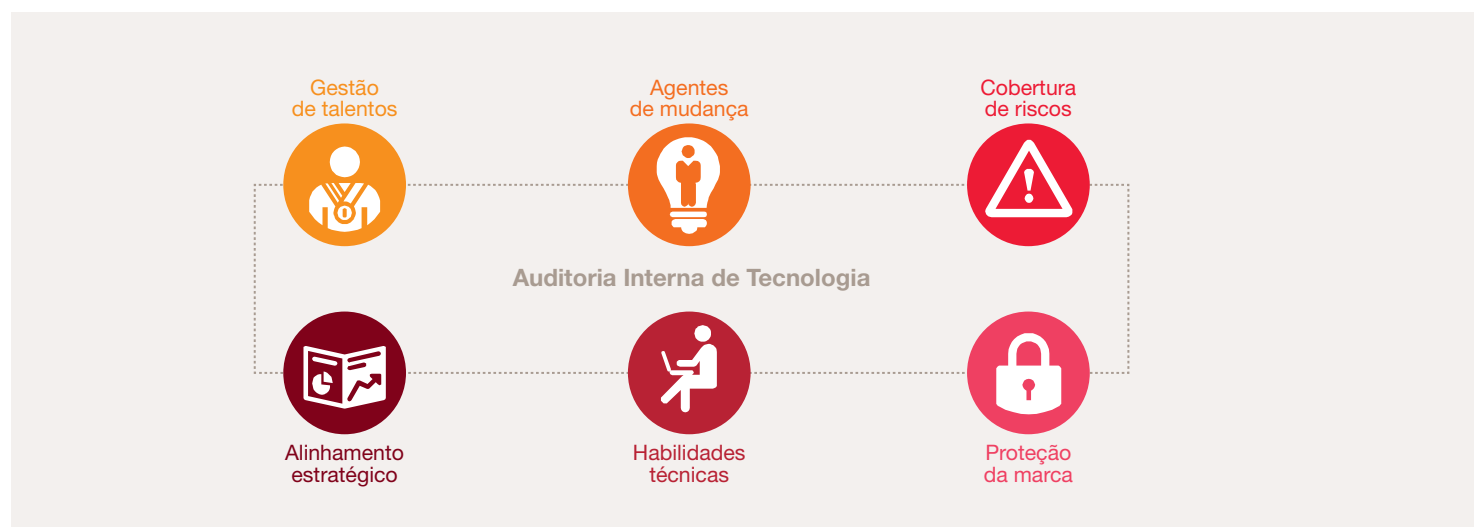 Gestão
de talentos
Agentes
de mudança
Cobertura
de riscos
Auditoria Interna de Tecnologia
Alinhamento
estratégico
Habilidades
técnicas
Proteção
da marca